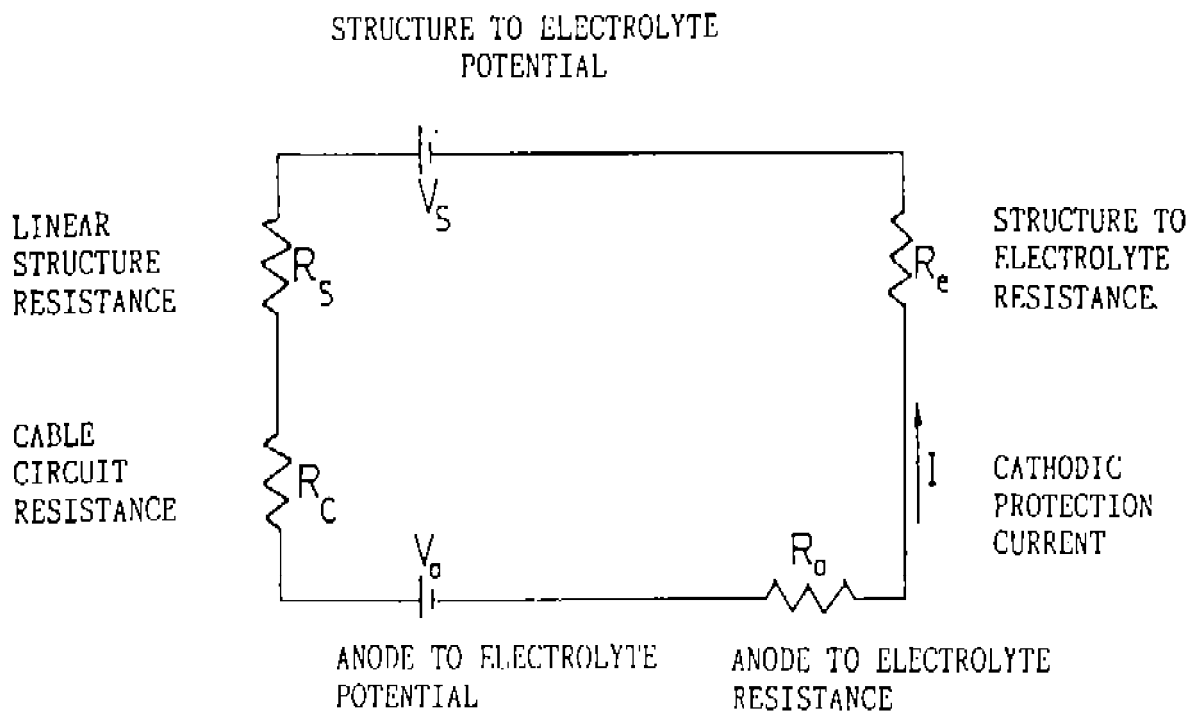 STRUCTURE TO ELECTROLYTE
POTENTIAL
V_S
LINEAR
STRUCTURE
RESISTANCE
R_S
R_e
STRUCTURE TO
ELECTROLYTE
RESISTANCE.
CABLE
CIRCUIT
RESISTANCE
R_C
I
CATHODIC
PROTECTION
CURRENT
V_a
R_a
ANODE TO ELECTROLYTE
POTENTIAL
ANODE TO ELECTROLYTE
RESISTANCE